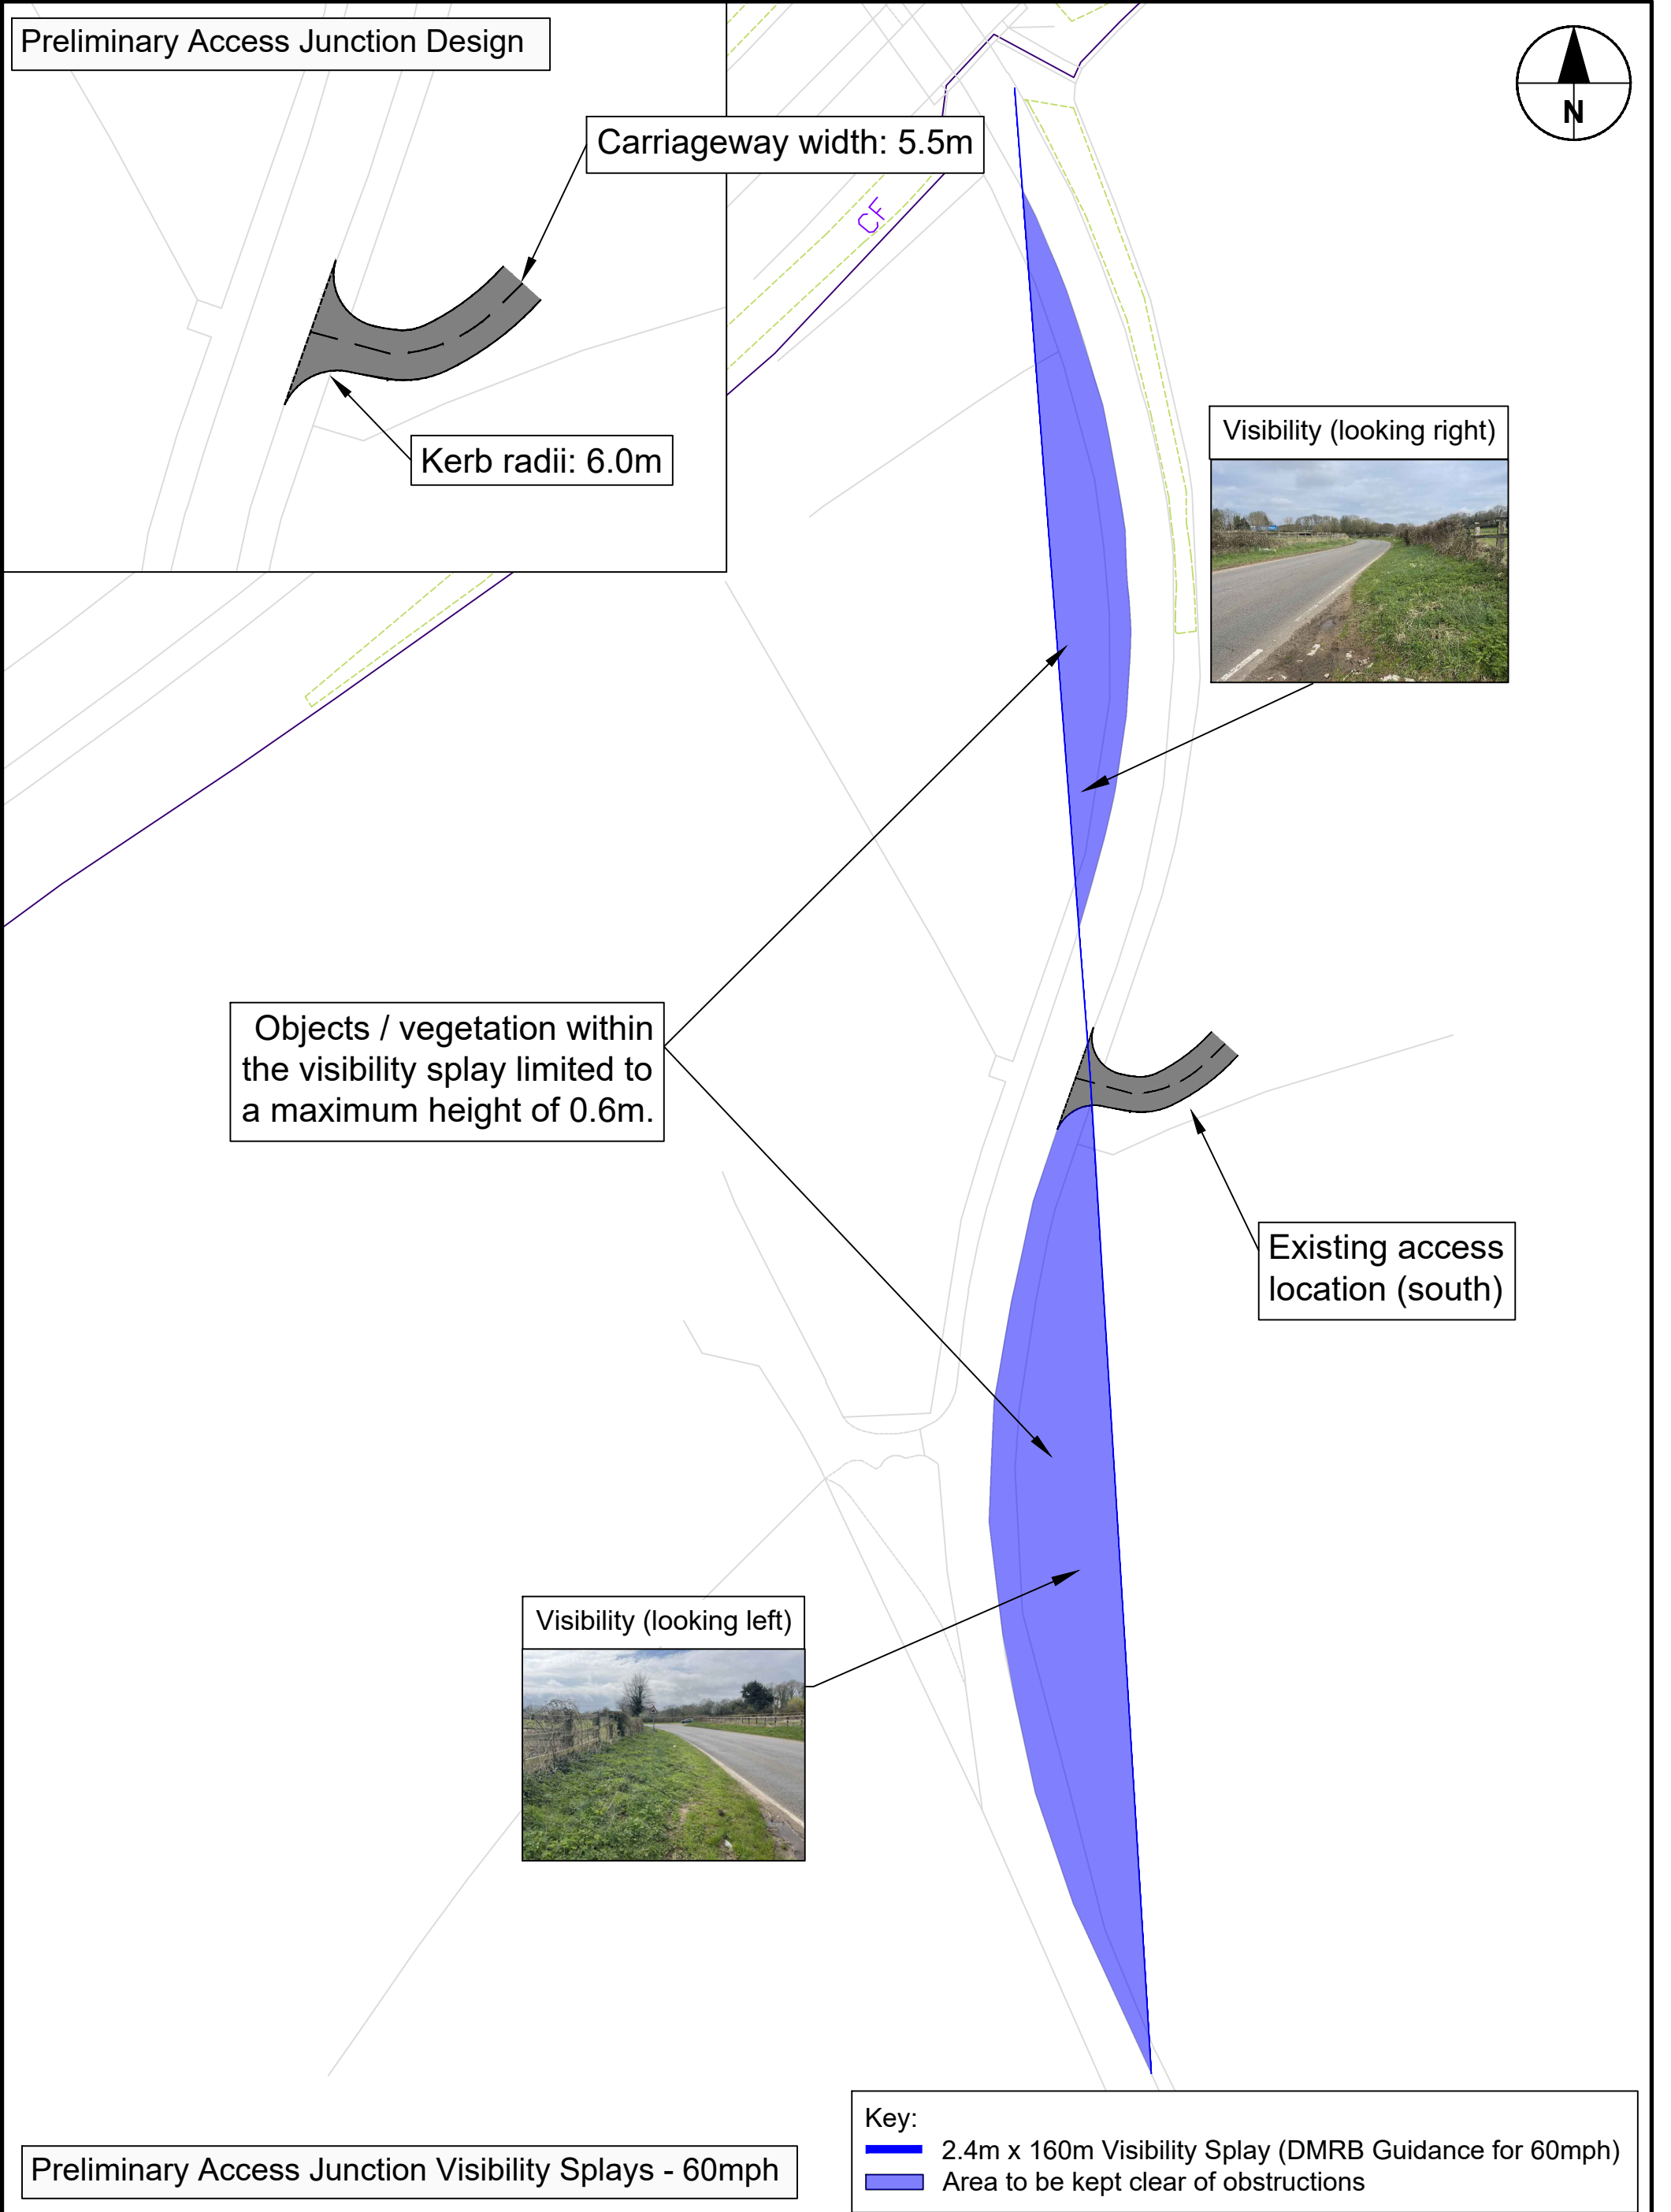 Preliminary Access Junction Design
N
Carriageway width: 5.5m
CF
Kerb radii: 6.0m
Visibility (looking right)
Objects / vegetation within
the visibility splay limited to
a maximum height of 0.6m.
Existing access
location (south)
Visibility (looking left)
Key:
2.4m x 160m Visibility Splay (DMRB Guidance for 60mph)
Area to be kept clear of obstructions
Preliminary Access Junction Visibility Splays - 60mph